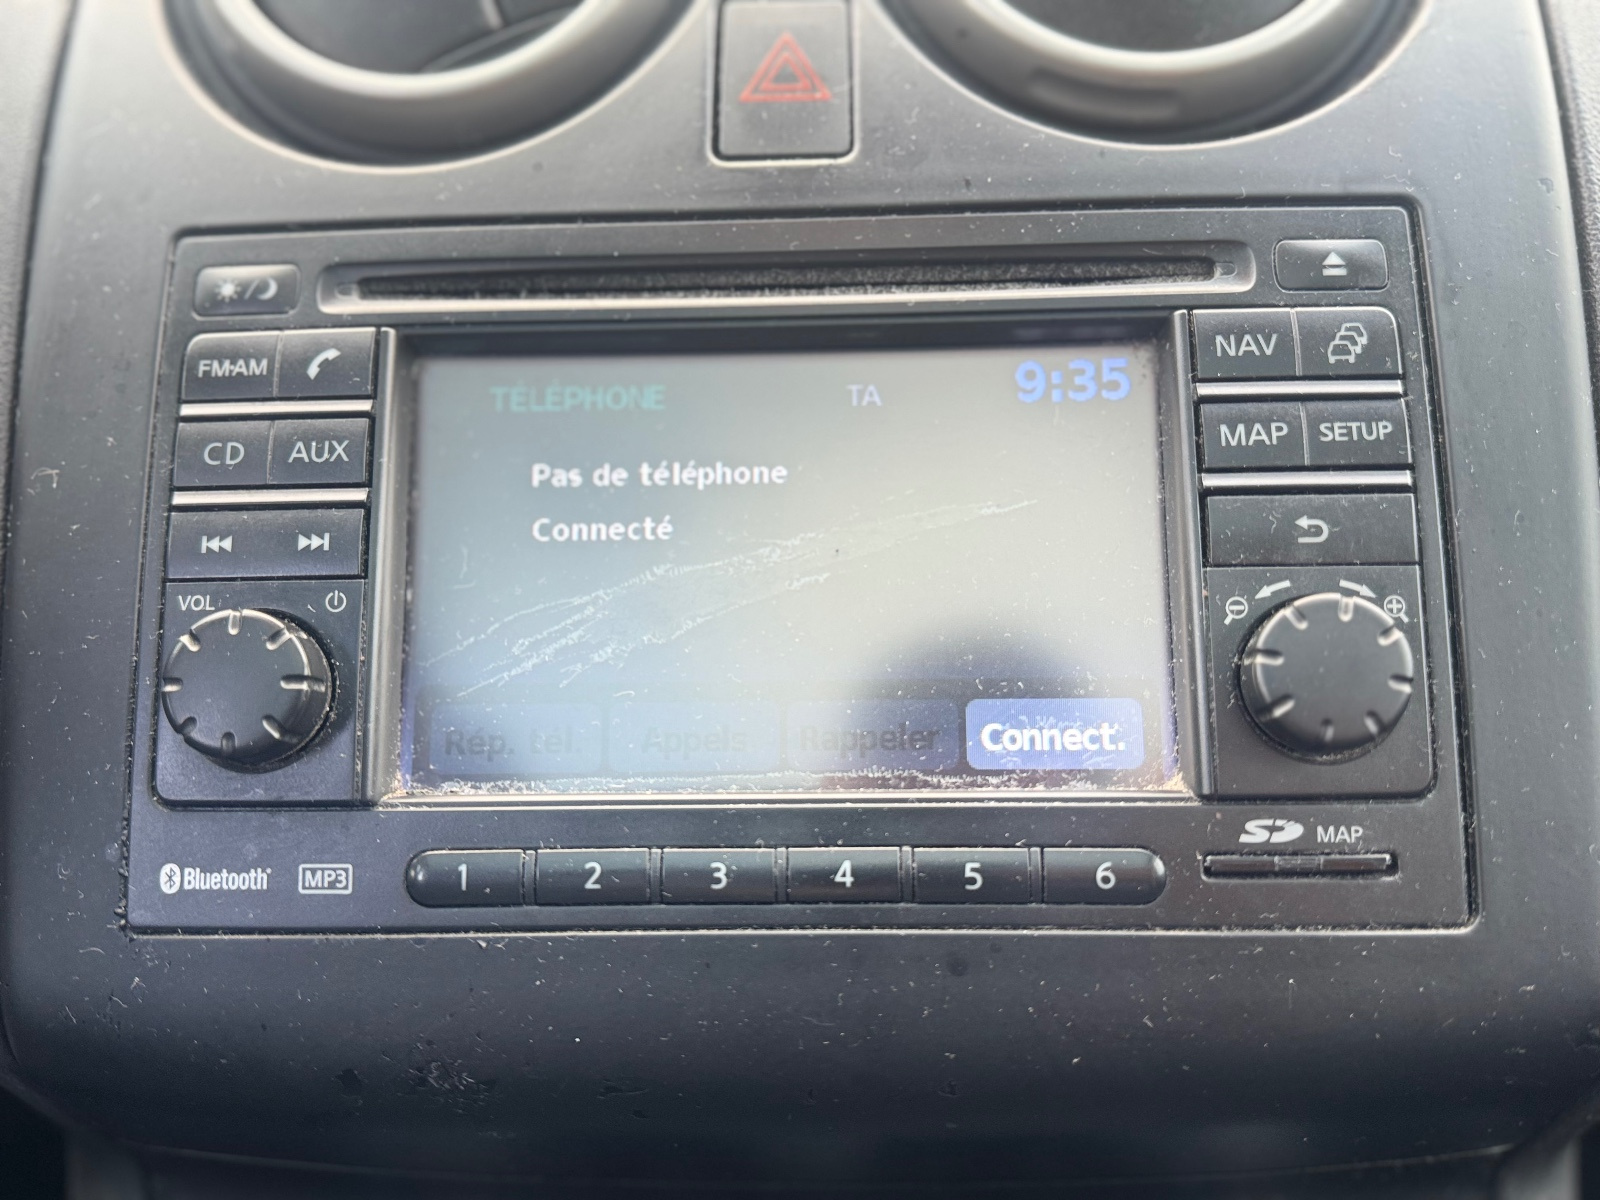 FM·AM
CD AUX
VOL
TÉLÉPHONE TA 9:35
Pas de téléphone
Connecté
Rép. tél Appels Rappeler Connect.
NAV
MAP SETUP
Bluetooth MP3
1 2 3 4 5 6
SD MAP